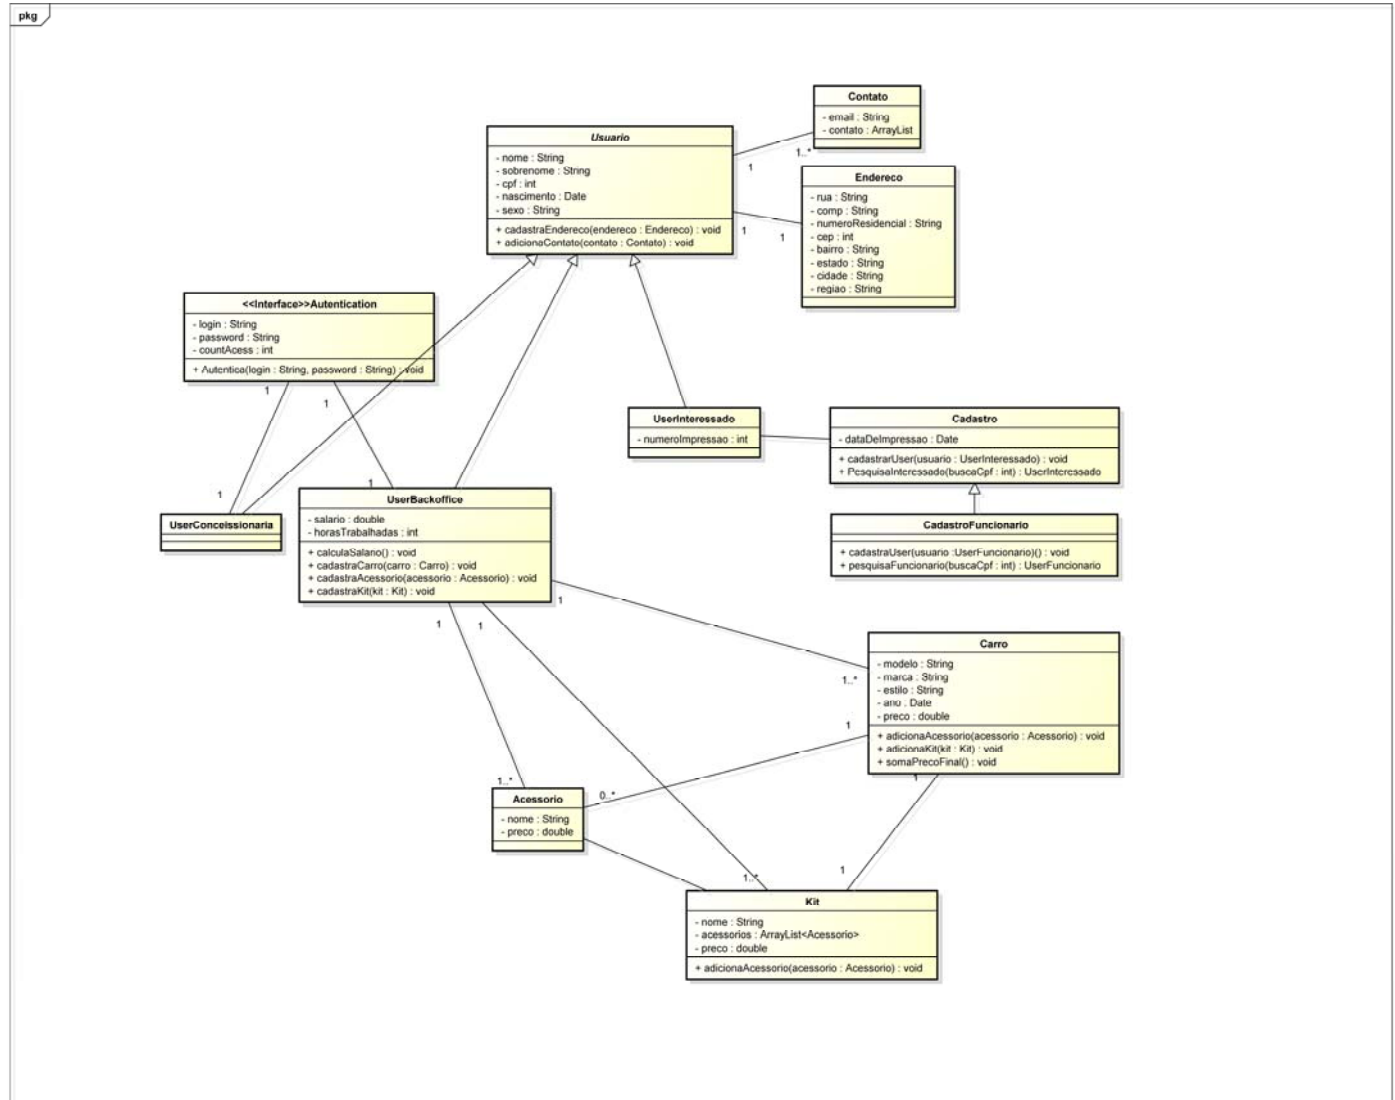 pkg
Contato
- email : String
- contato : ArrayList
Usuario
- nome : String
- sobrenome : String
- cpf : int
- nascimento : Date
- sexo : String
+ cadastraEndereco(endereco : Endereco) : void
+ adicionaContato(contato : Contato) : void
1
1..*
Endereco
- rua : String
- comp : String
- numeroResidencial : String
- cep : int
- bairro : String
- estado : String
- cidade : String
- regiao : String
1
1
<<Interface>>Autentication
- login : String
- password : String
- countAcess : int
+ Autentica(login : String, password : String) : void
1
1
1
1
UserInteressado
- numeroImpressao : int
Cadastro
- dataDeImpressao : Date
+ cadastrarUser(usuario : UserInteressado) : void
+ PesquisaInteressado(buscaCpf : int) : UserInteressado
UserConceissionaria
UserBackoffice
- salario : double
- horasTrabalhadas : int
+ calculaSalario() : void
+ cadastraCarro(carro : Carro) : void
+ cadastraAcessorio(acessorio : Acessorio) : void
+ cadastraKit(kit : Kit) : void
CadastroFuncionario
+ cadastraUser(usuario :UserFuncionario)() : void
+ pesquisaFuncionario(buscaCpf : int) : UserFuncionario
1
1
1
Carro
- modelo : String
- marca : String
- estilo : String
- ano : Date
- preco : double
+ adicionaAcessorio(acessorio : Acessorio) : void
+ adicionaKit(kit : Kit) : void
+ somaPrecoFinal() : void
1..*
1
1
1..*
0..*
Acessorio
- nome : String
- preco : double
1..*
1
Kit
- nome : String
- acessorios : ArrayList<Acessorio>
- preco : double
+ adicionaAcessorio(acessorio : Acessorio) : void